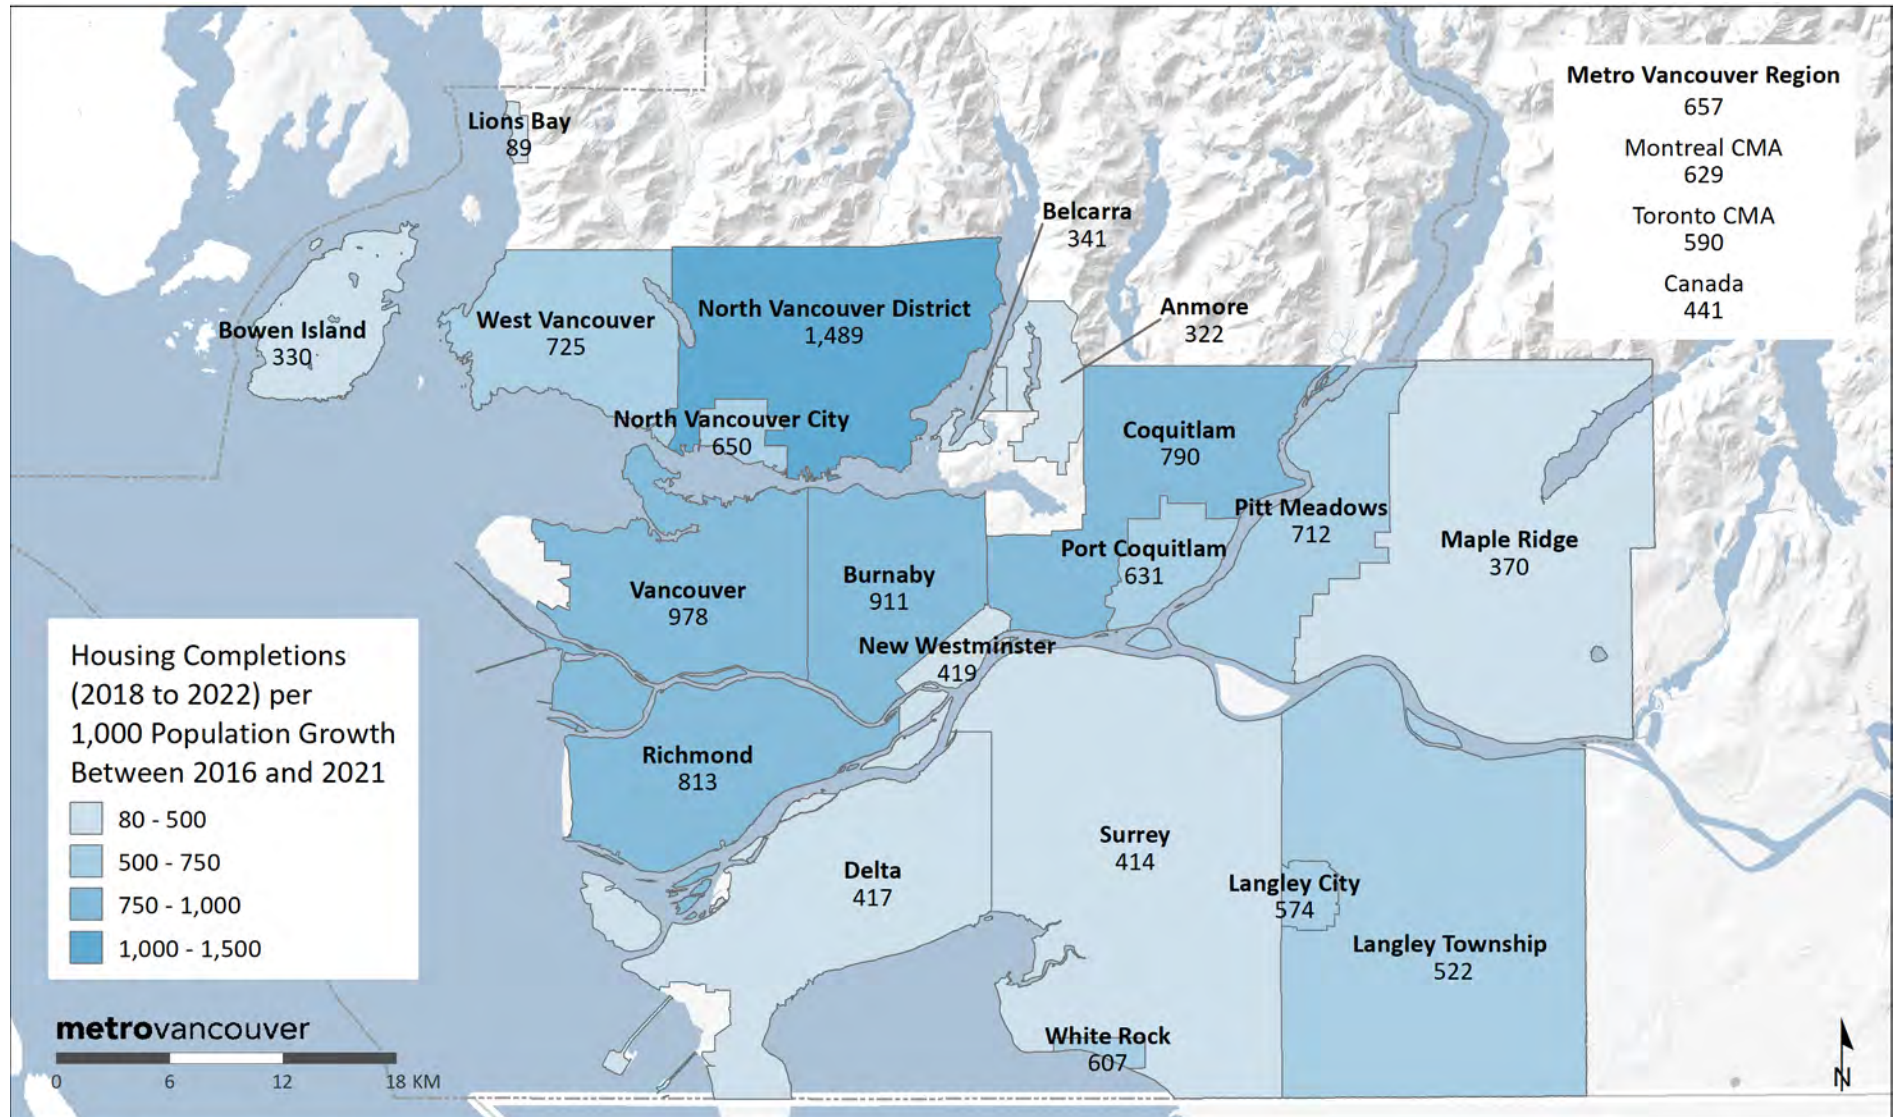 Metro Vancouver Region
657
Montreal CMA
629
Toronto CMA
590
Canada
441
Lions Bay
89
Belcarra
341
Bowen Island
330
West Vancouver
725
North Vancouver District
1,489
Anmore
322
North Vancouver City
650
Coquitlam
790
Pitt Meadows
712
Maple Ridge
370
Port Coquitlam
631
Vancouver
978
Burnaby
911
New Westminster
419
Richmond
813
Delta
417
Surrey
414
Langley City
574
Langley Township
522
White Rock
607
Housing Completions
(2018 to 2022) per
1,000 Population Growth
Between 2016 and 2021
80 - 500
500 - 750
750 - 1,000
1,000 - 1,500
metrovancouver
0 6 12 18 KM
N